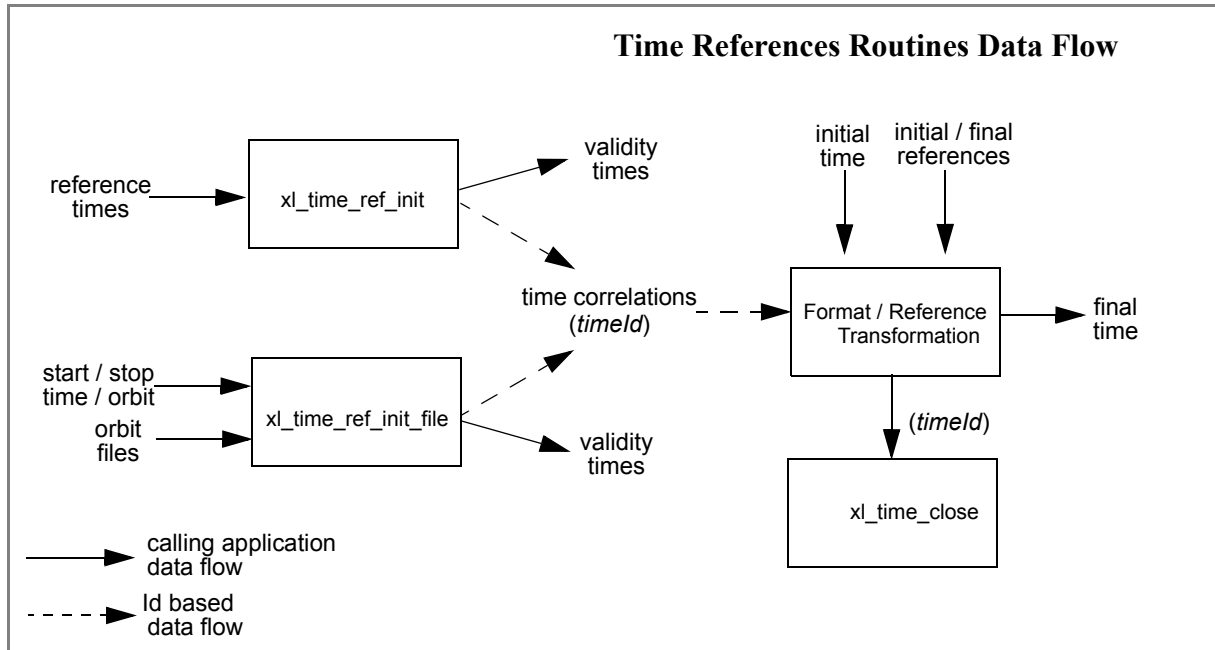 Time References Routines Data Flow
reference
times
xl_time_ref_init
validity
times
initial
time
initial / final
references
time correlations
(timeId)
Format / Reference
Transformation
final
time
start / stop
time / orbit
orbit
files
xl_time_ref_init_file
validity
times
(timeId)
xl_time_close
calling application
data flow
Id based
data flow